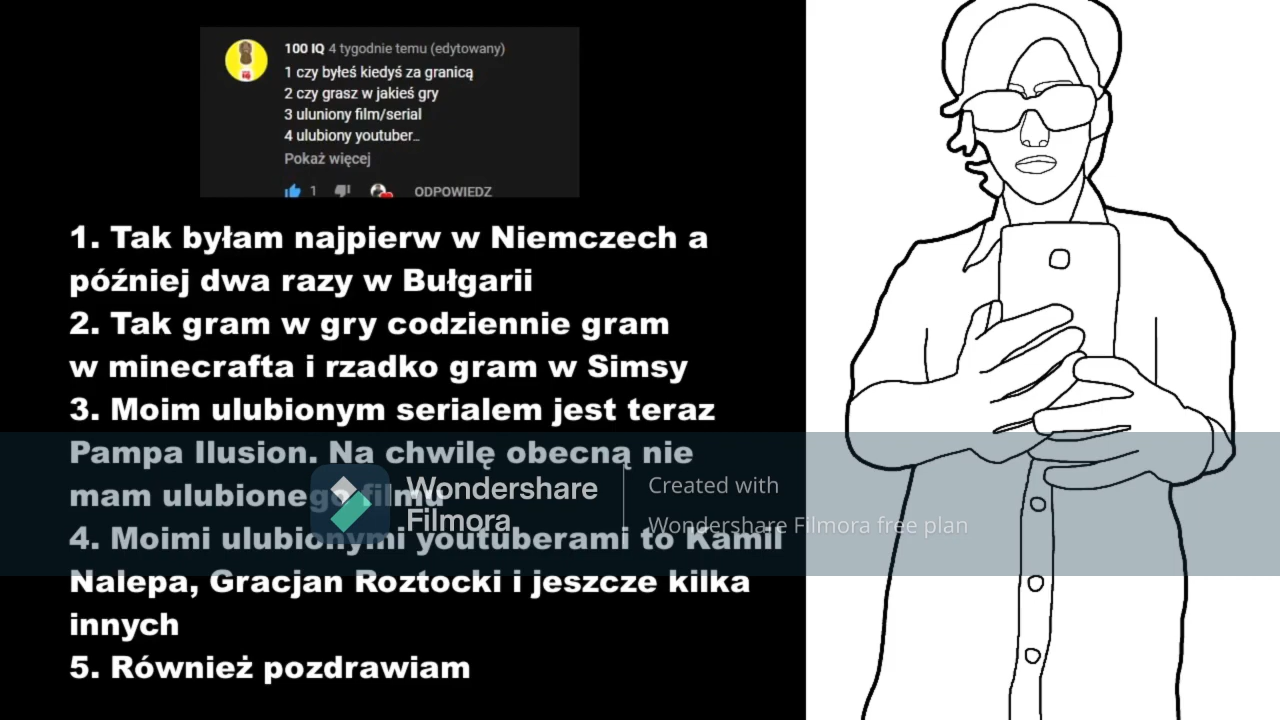 100 IQ 4 tygodnie temu (edytowany)
1 czy byłeś kiedyś za granicą
2 czy grasz w jakieś gry
3 uluniony film/serial
4 ulubiony youtuber...
Pokaż więcej
1 ODPOWIEDZ
1. Tak byłam najpierw w Niemczech a
później dwa razy w Bułgarii
2. Tak gram w gry codziennie gram
w minecrafta i rzadko gram w Simsy
3. Moim ulubionym serialem jest teraz
Pampa Ilusion. Na chwilę obecną nie
mam ulubionego filmu
4. Moimi ulubionymi youtuberami to Kamil
Nalepa, Gracjan Roztocki i jeszcze kilka
innych
5. Również pozdrawiam
Wondershare
Filmora
Created with
Wondershare Filmora free plan